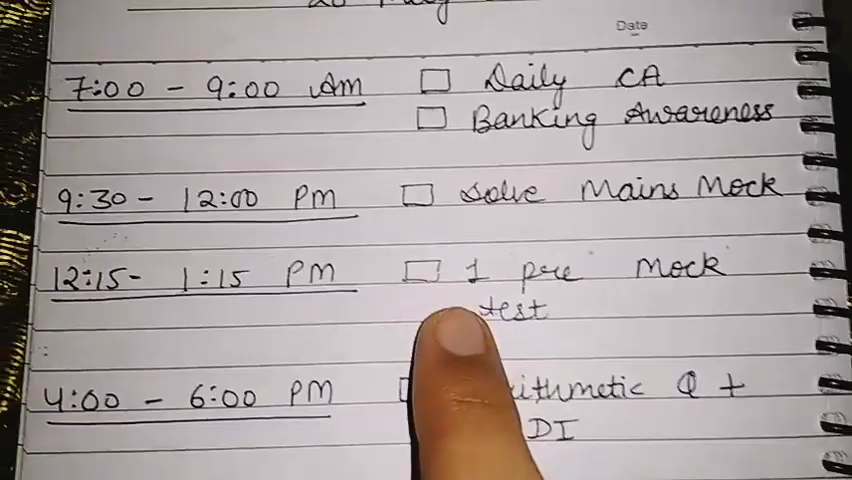 Date
7:00 - 9:00 Am □ Daily CA
□ Banking Awareness
9:30 - 12:00 PM □ Solve Mains Mock
12:15 - 1:15 PM □ 1 pre Mock
test
4:00 - 6:00 PM Q +
DI